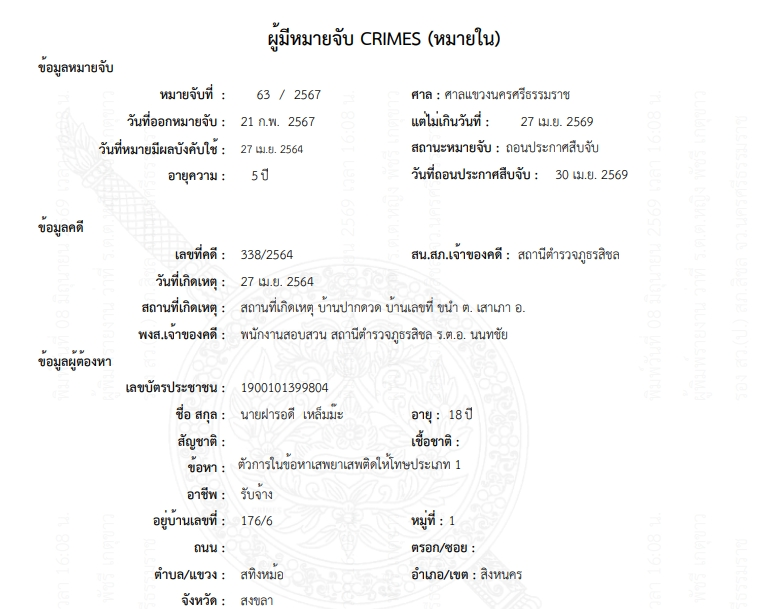 ผู้มีหมายจับ CRIMES (หมายใน)
ข้อมูลหมายจับ
หมายจับที่ : 63 / 2567 ศาล : ศาลแขวงนครศรีธรรมราช
วันที่ออกหมายจับ : 21 ก.พ. 2567 แต่ไม่เกินวันที่ : 27 เม.ย. 2569
วันที่หมายมีผลบังคับใช้ : 27 เม.ย. 2564 สถานะหมายจับ : ถอนประกาศสืบจับ
อายุความ : 5 ปี วันที่ถอนประกาศสืบจับ : 30 เม.ย. 2569
ข้อมูลคดี
เลขที่คดี : 338/2564 สน.สภ.เจ้าของคดี : สถานีตำรวจภูธรสิชล
วันที่เกิดเหตุ : 27 เม.ย. 2564
สถานที่เกิดเหตุ : สถานที่เกิดเหตุ บ้านปากดวด บ้านเลขที่ ขนำ ต. เสาเภา อ.
พงส.เจ้าของคดี : พนักงานสอบสวน สถานีตำรวจภูธรสิชล ร.ต.อ. นนทชัย
ข้อมูลผู้ต้องหา
เลขบัตรประชาชน : 1900101399804
ชื่อ สกุล : นายฝารอดี เหล็มม๊ะ อายุ : 18 ปี
สัญชาติ : เชื้อชาติ :
ข้อหา : ตัวการในข้อหาเสพยาเสพติดให้โทษประเภท 1
อาชีพ : รับจ้าง
อยู่บ้านเลขที่ : 176/6 หมู่ที่ : 1
ถนน : ตรอก/ซอย :
ตำบล/แขวง : สทิงหม้อ อำเภอ/เขต : สิงหนคร
จังหวัด : สงขลา